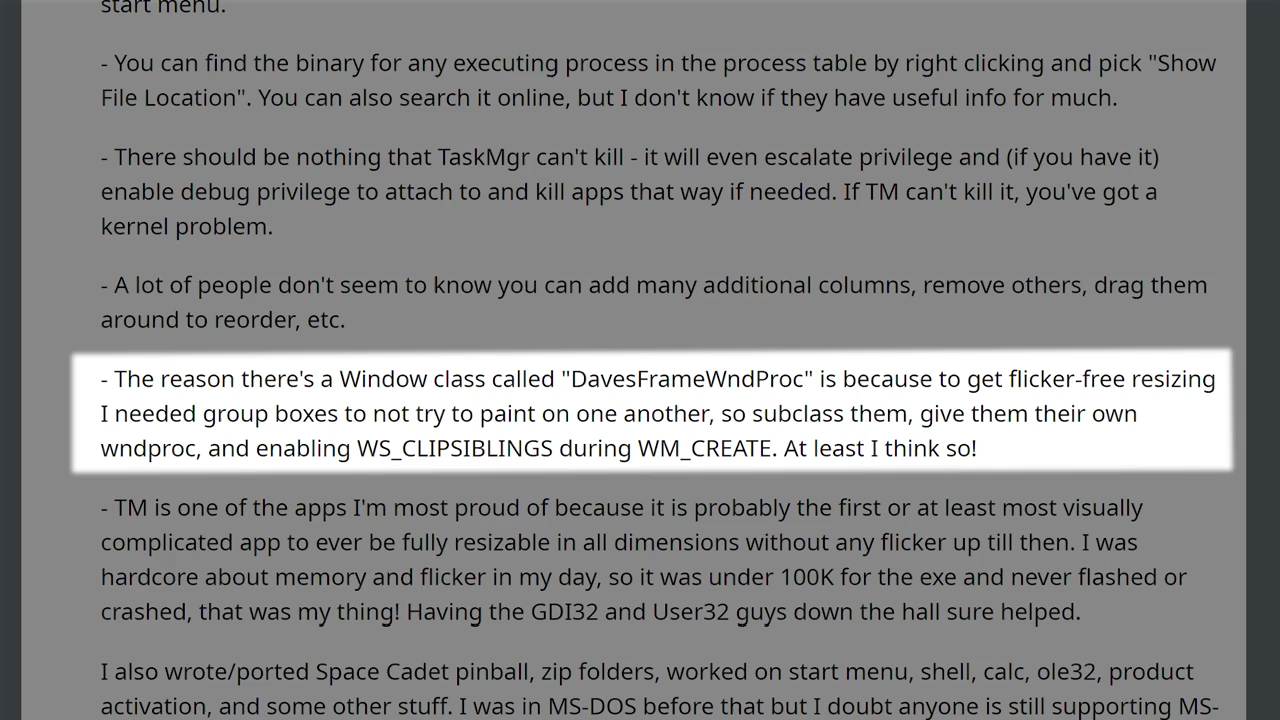 start menu.
- You can find the binary for any executing process in the process table by right clicking and pick "Show
File Location". You can also search it online, but I don't know if they have useful info for much.
- There should be nothing that TaskMgr can't kill - it will even escalate privilege and (if you have it)
enable debug privilege to attach to and kill apps that way if needed. If TM can't kill it, you've got a
kernel problem.
- A lot of people don't seem to know you can add many additional columns, remove others, drag them
around to reorder, etc.
- The reason there's a Window class called "DavesFrameWndProc" is because to get flicker-free resizing
I needed group boxes to not try to paint on one another, so subclass them, give them their own
wndproc, and enabling WS_CLIPSIBLINGS during WM_CREATE. At least I think so!
- TM is one of the apps I'm most proud of because it is probably the first or at least most visually
complicated app to ever be fully resizable in all dimensions without any flicker up till then. I was
hardcore about memory and flicker in my day, so it was under 100K for the exe and never flashed or
crashed, that was my thing! Having the GDI32 and User32 guys down the hall sure helped.
I also wrote/ported Space Cadet pinball, zip folders, worked on start menu, shell, calc, ole32, product
activation, and some other stuff. I was in MS-DOS before that but I doubt anyone is still supporting MS-